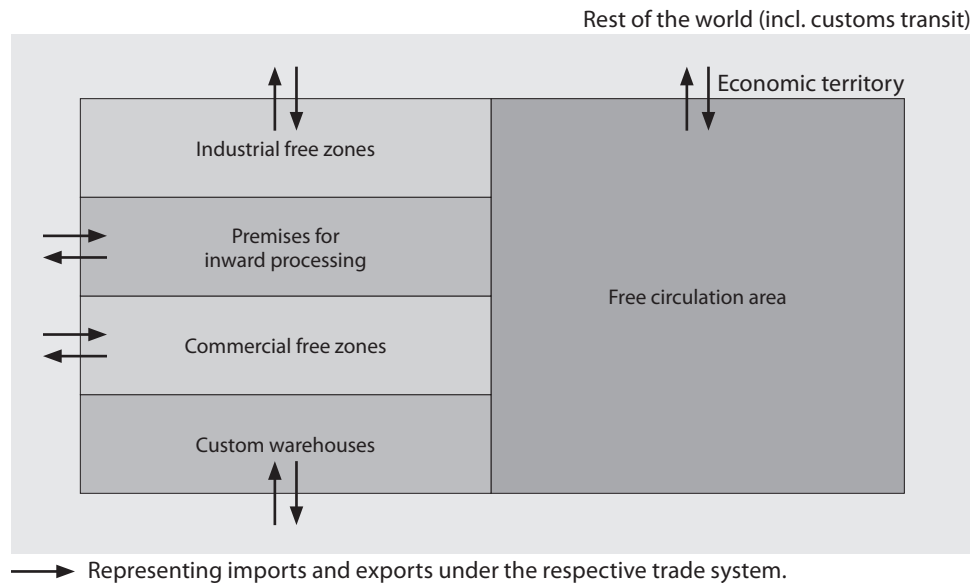 Rest of the world (incl. customs transit)
Economic territory
Industrial free zones
Premises for
inward processing
Free circulation area
Commercial free zones
Custom warehouses
Representing imports and exports under the respective trade system.